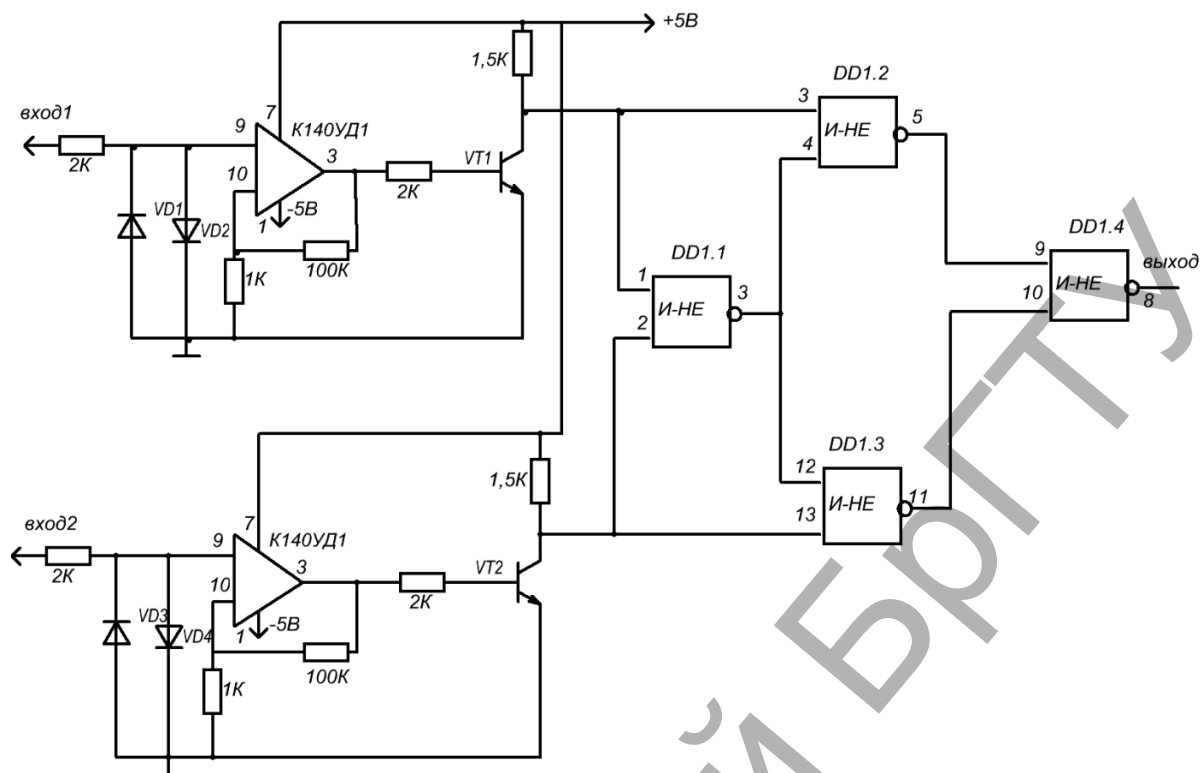 +5В
1,5К
DD1.2
вход1
7
К140УД1
3
5
9
И-НЕ
2К
3
VT1
4
10
2К
VD1
-5В
VD2
1
DD1.1
DD1.4
100К
1К
1
3
9
выход
И-НЕ
И-НЕ
2
10
8
DD1.3
1,5К
12
вход2
7
К140УД1
И-НЕ
11
9
13
2К
3
VT2
10
2К
VD3
-5В
VD4
1
100К
1К
й БрГТУ